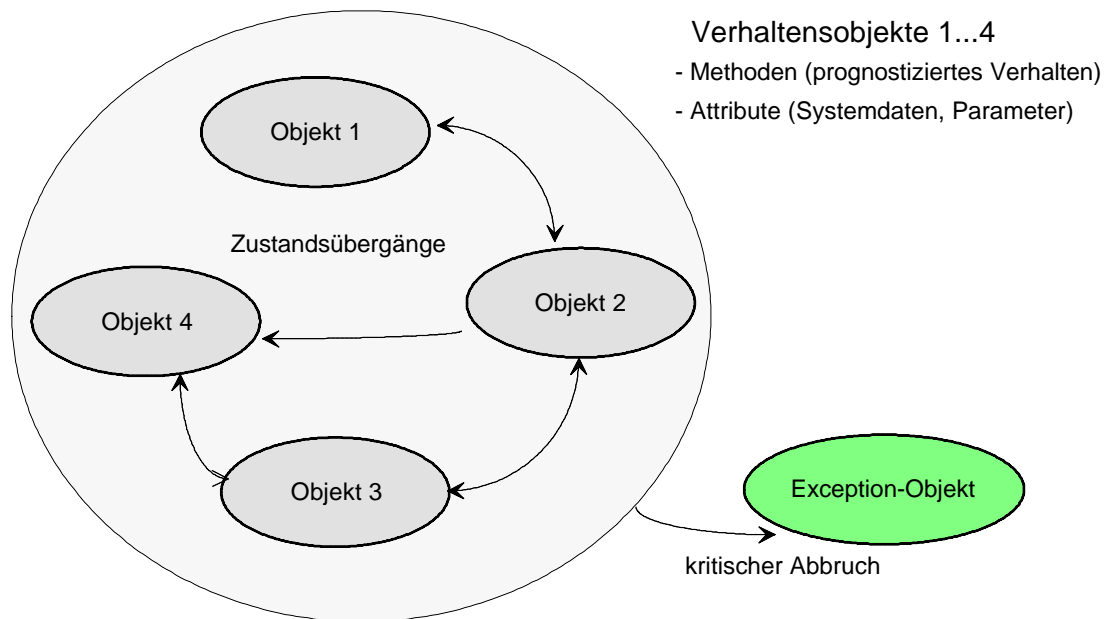 Verhaltensobjekte 1...4
- Methoden (prognostiziertes Verhalten)
- Attribute (Systemdaten, Parameter)
Objekt 1
Zustandsübergänge
Objekt 2
Objekt 4
Objekt 3
Exception-Objekt
kritischer Abbruch